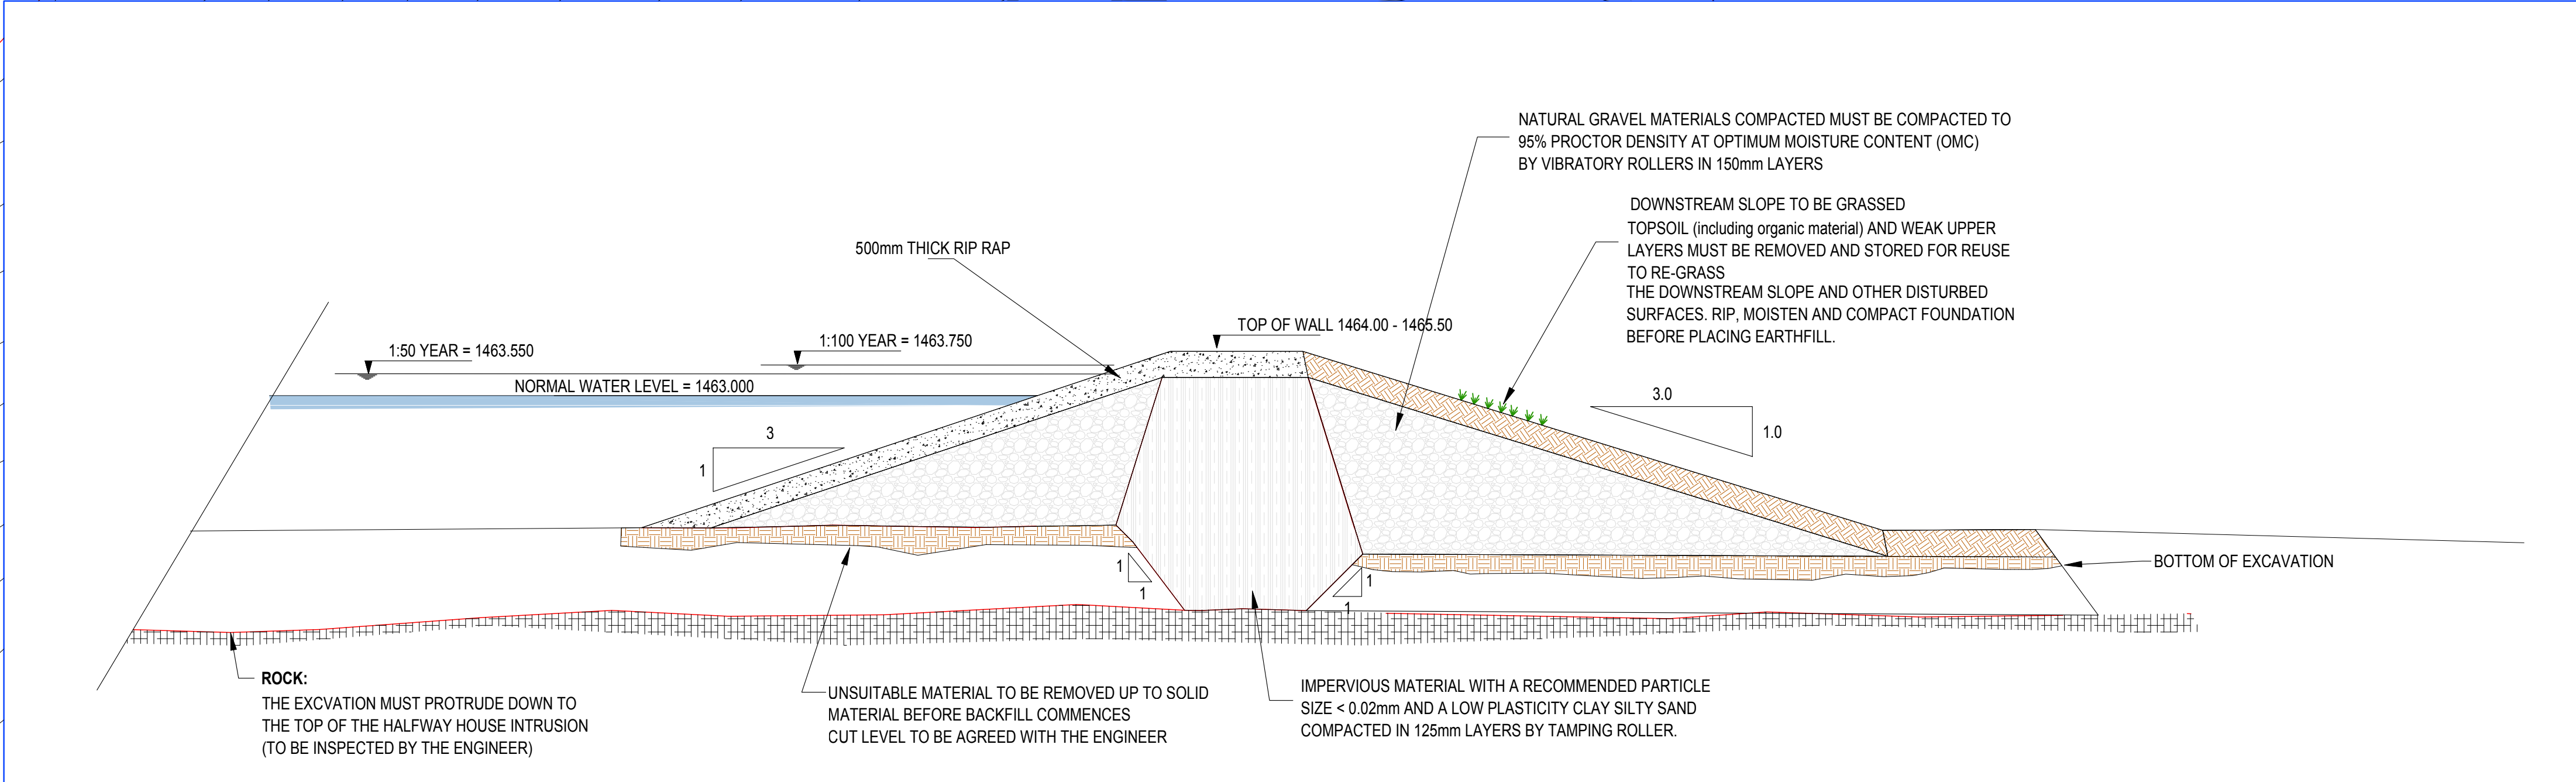 NATURAL GRAVEL MATERIALS COMPACTED MUST BE COMPACTED TO
95% PROCTOR DENSITY AT OPTIMUM MOISTURE CONTENT (OMC)
BY VIBRATORY ROLLERS IN 150mm LAYERS
DOWNSTREAM SLOPE TO BE GRASSED
TOPSOIL (including organic material) AND WEAK UPPER
LAYERS MUST BE REMOVED AND STORED FOR REUSE
TO RE-GRASS
THE DOWNSTREAM SLOPE AND OTHER DISTURBED
SURFACES. RIP, MOISTEN AND COMPACT FOUNDATION
BEFORE PLACING EARTHFILL.
500mm THICK RIP RAP
TOP OF WALL 1464.00 - 1465.50
1:50 YEAR = 1463.550
1:100 YEAR = 1463.750
NORMAL WATER LEVEL = 1463.000
3
1
3.0
1.0
1
1
1
1
BOTTOM OF EXCAVATION
ROCK:
THE EXCVATION MUST PROTRUDE DOWN TO
THE TOP OF THE HALFWAY HOUSE INTRUSION
(TO BE INSPECTED BY THE ENGINEER)
UNSUITABLE MATERIAL TO BE REMOVED UP TO SOLID
MATERIAL BEFORE BACKFILL COMMENCES
CUT LEVEL TO BE AGREED WITH THE ENGINEER
IMPERVIOUS MATERIAL WITH A RECOMMENDED PARTICLE
SIZE < 0.02mm AND A LOW PLASTICITY CLAY SILTY SAND
COMPACTED IN 125mm LAYERS BY TAMPING ROLLER.